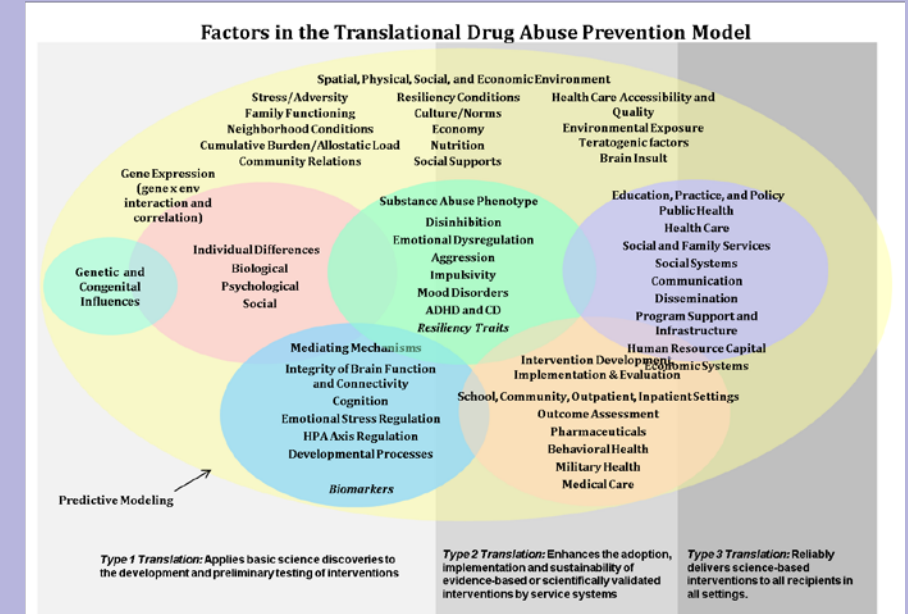 Factors in the Translational Drug Abuse Prevention Model
Spatial, Physical, Social, and Economic Environment
Stress/Adversity
Family Functioning
Neighborhood Conditions
Cumulative Burden/Allostatic Load
Community Relations
Resiliency Conditions
Culture/Norms
Economy
Nutrition
Social Supports
Health Care Accessibility and
Quality
Environmental Exposure
Teratogenic factors
Brain Insult
Gene Expression
(gene x env
interaction and
correlation)
Genetic and
Congenital
Influences
Individual Differences
Biological
Psychological
Social
Substance Abuse Phenotype
Disinhibition
Emotional Dysregulation
Aggression
Impulsivity
Mood Disorders
ADHD and CD
Resiliency Traits
Education, Practice, and Policy
Public Health
Health Care
Social and Family Services
Social Systems
Communication
Dissemination
Program Support and
Infrastructure
Human Resource Capital
Economic Systems
Mediating Mechanisms
Integrity of Brain Function
and Connectivity
Cognition
Emotional Stress Regulation
HPA Axis Regulation
Developmental Processes
Biomarkers
Intervention Development,
Implementation & Evaluation
School, Community, Outpatient, Inpatient Settings
Outcome Assessment
Pharmaceuticals
Behavioral Health
Military Health
Medical Care
Predictive Modeling
Type 1 Translation: Applies basic science discoveries to
the development and preliminary testing of interventions
Type 2 Translation: Enhances the adoption,
implementation and sustainability of
evidence-based or scientifically validated
interventions by service systems
Type 3 Translation: Reliably
delivers science-based
interventions to all recipients in
all settings.